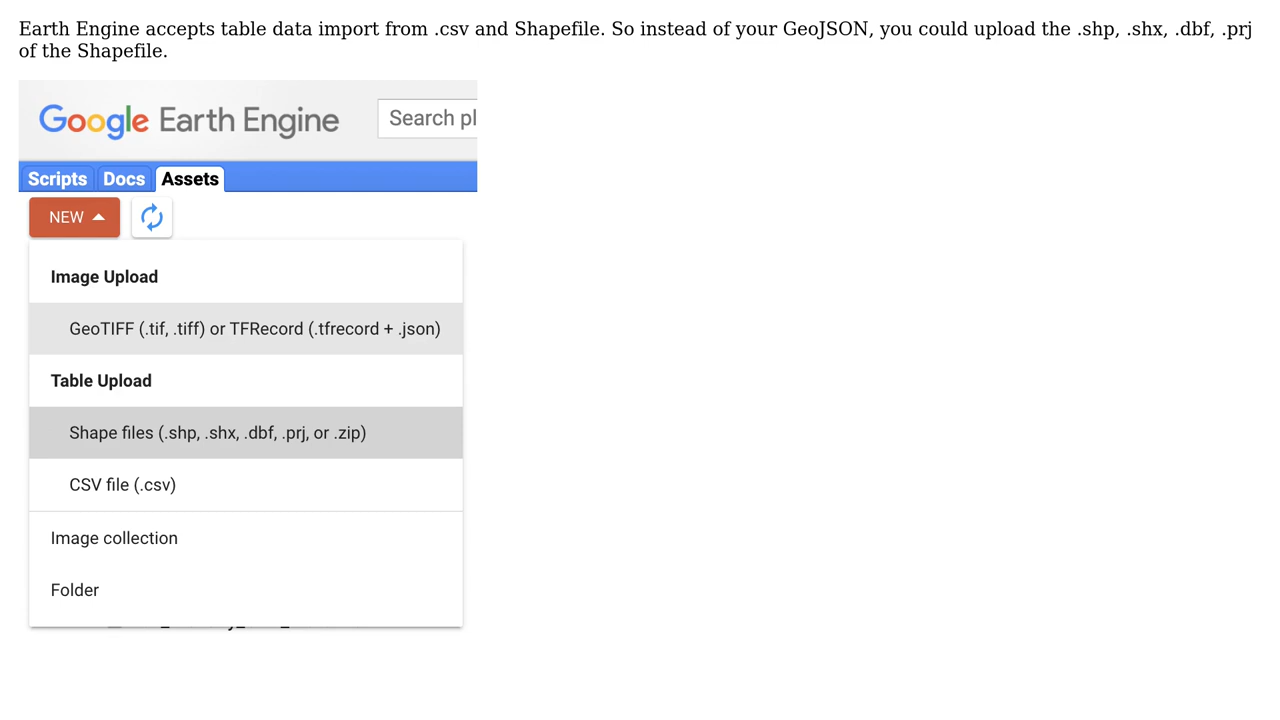 Earth Engine accepts table data import from .csv and Shapefile. So instead of your GeoJSON, you could upload the .shp, .shx, .dbf, .prj
of the Shapefile.
Google Earth Engine
Search pl
Scripts Docs Assets
NEW
Image Upload
GeoTIFF (.tif, .tiff) or TFRecord (.tfrecord + .json)
Table Upload
Shape files (.shp, .shx, .dbf, .prj, or .zip)
CSV file (.csv)
Image collection
Folder